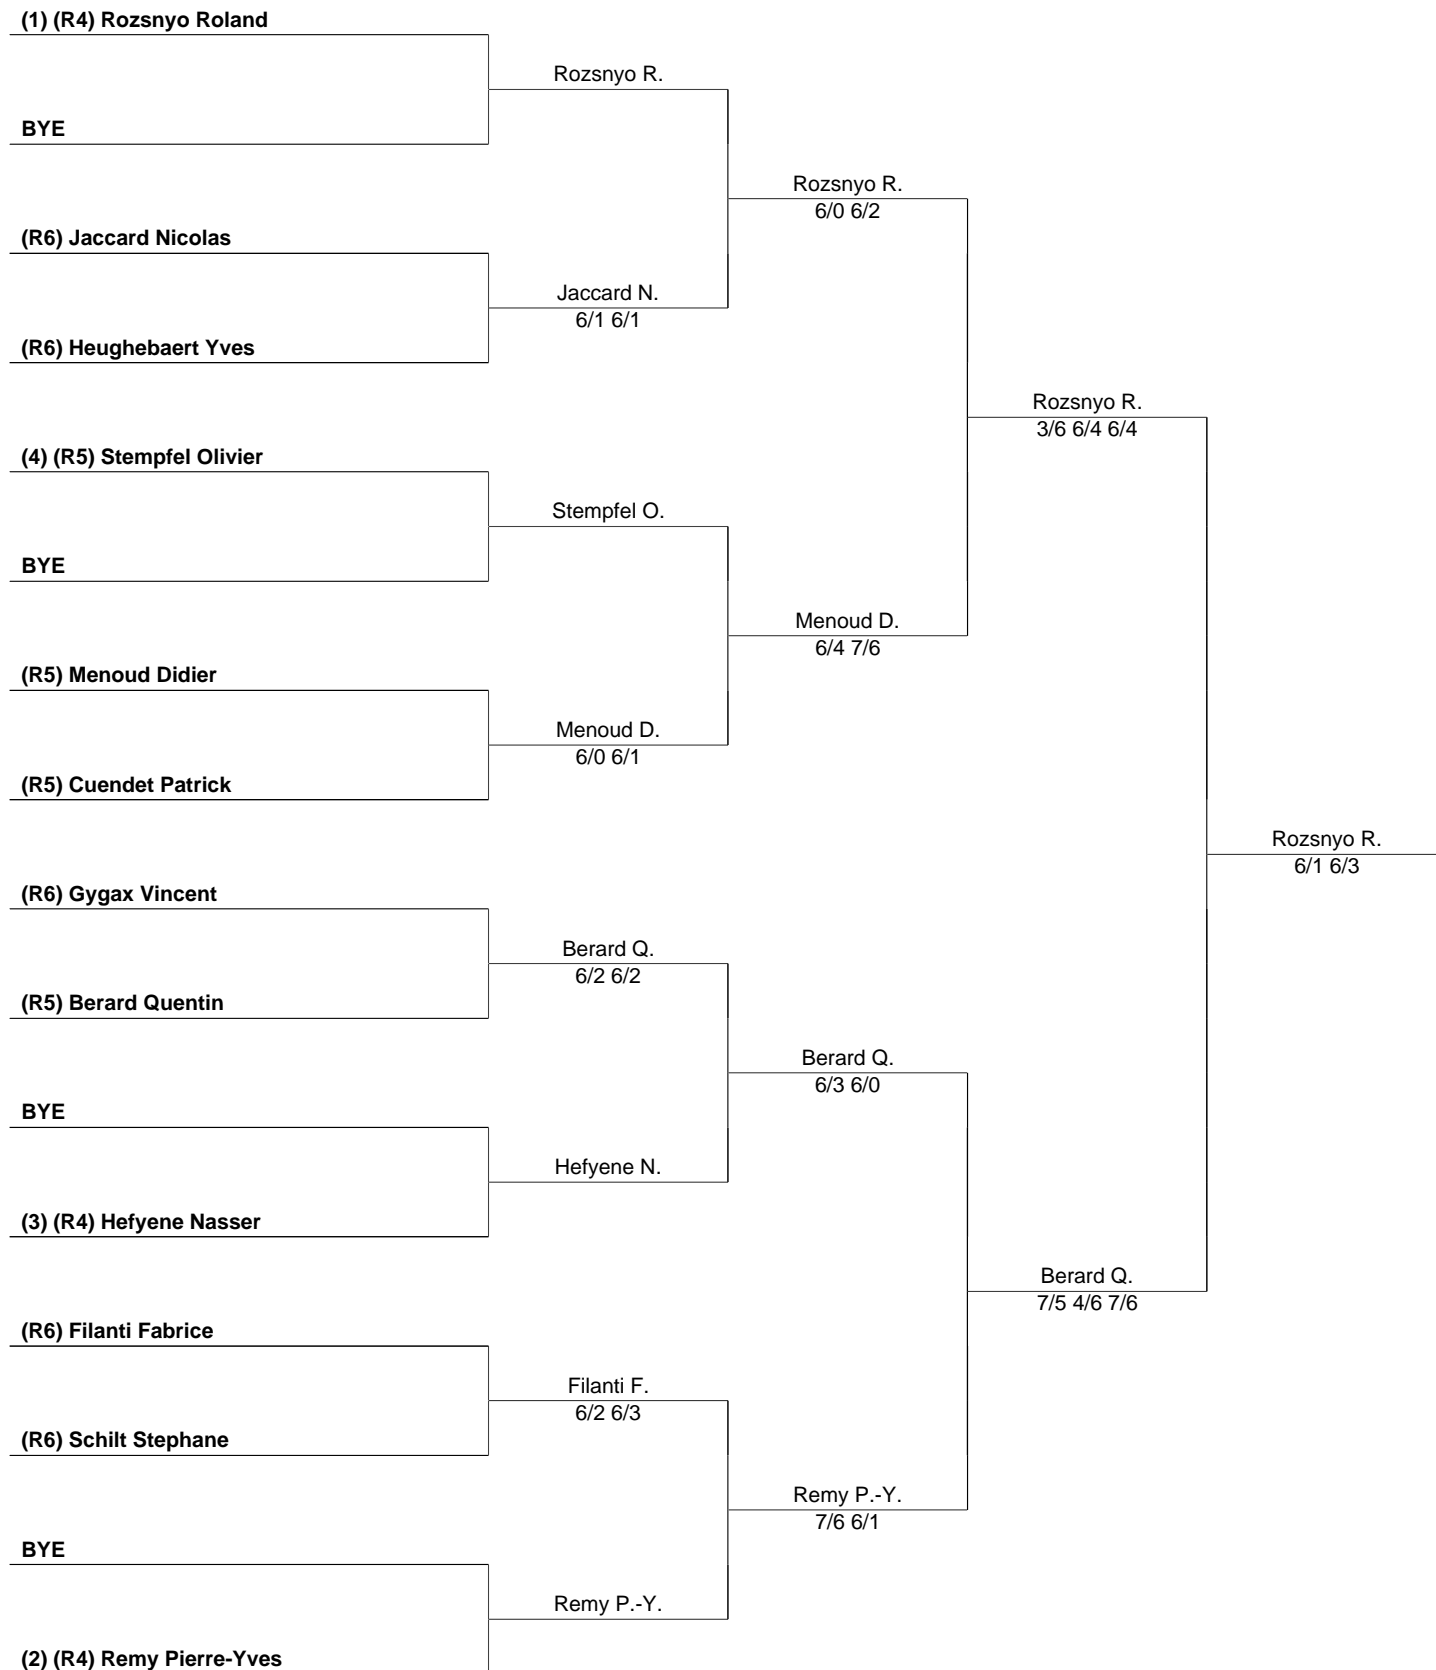 (1) (R4) Rozsnyo Roland
Rozsnyo R.
BYE
Rozsnyo R.
6/0 6/2
(R6) Jaccard Nicolas
Jaccard N.
6/1 6/1
(R6) Heughebaert Yves
Rozsnyo R.
3/6 6/4 6/4
(4) (R5) Stempfel Olivier
Stempfel O.
BYE
Menoud D.
6/4 7/6
(R5) Menoud Didier
Menoud D.
6/0 6/1
(R5) Cuendet Patrick
Rozsnyo R.
6/1 6/3
(R6) Gygax Vincent
Berard Q.
6/2 6/2
(R5) Berard Quentin
Berard Q.
6/3 6/0
BYE
Hefyene N.
(3) (R4) Hefyene Nasser
Berard Q.
7/5 4/6 7/6
(R6) Filanti Fabrice
Filanti F.
6/2 6/3
(R6) Schilt Stephane
Remy P.-Y.
7/6 6/1
BYE
Remy P.-Y.
(2) (R4) Remy Pierre-Yves